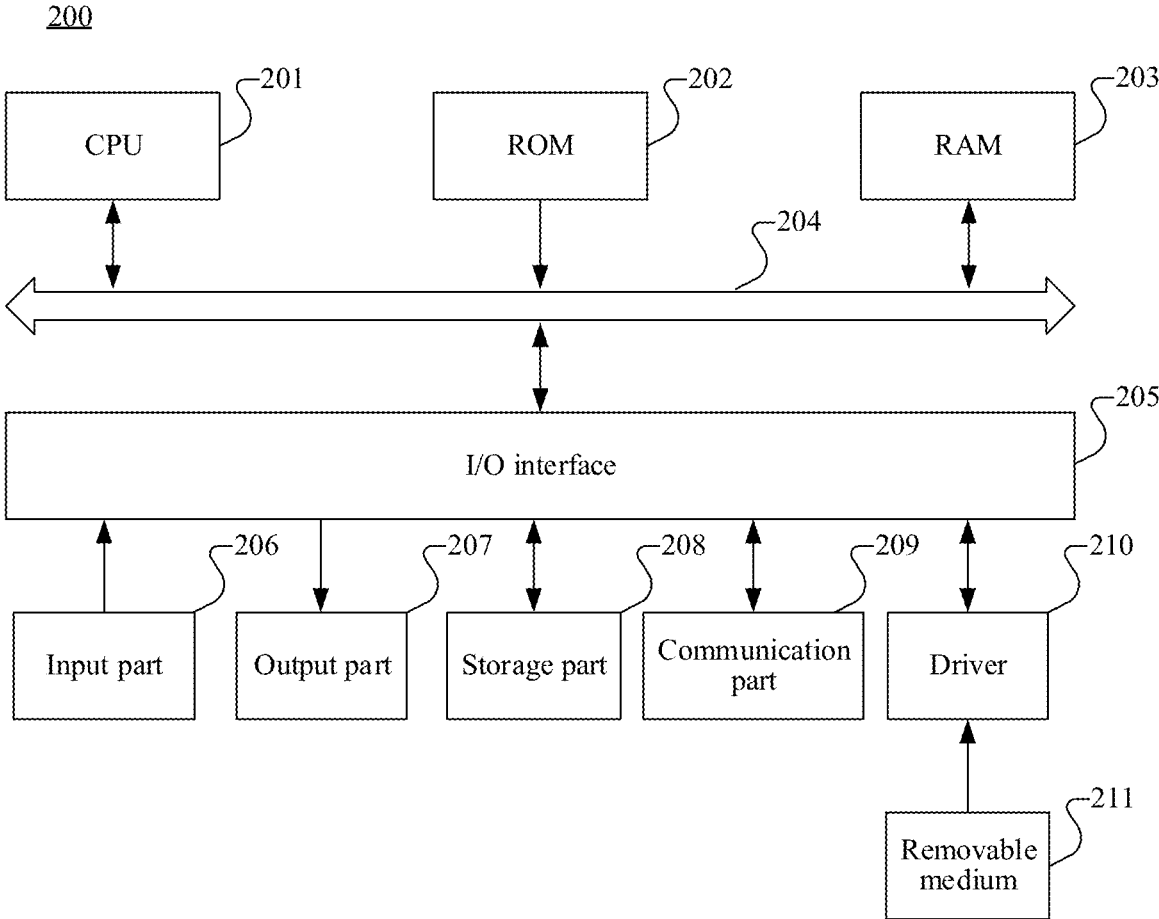 200
201
202
203
CPU
ROM
RAM
204
205
I/O interface
206
207
208
209
210
Input part
Output part
Storage part
Communication
part
Driver
211
Removable
medium